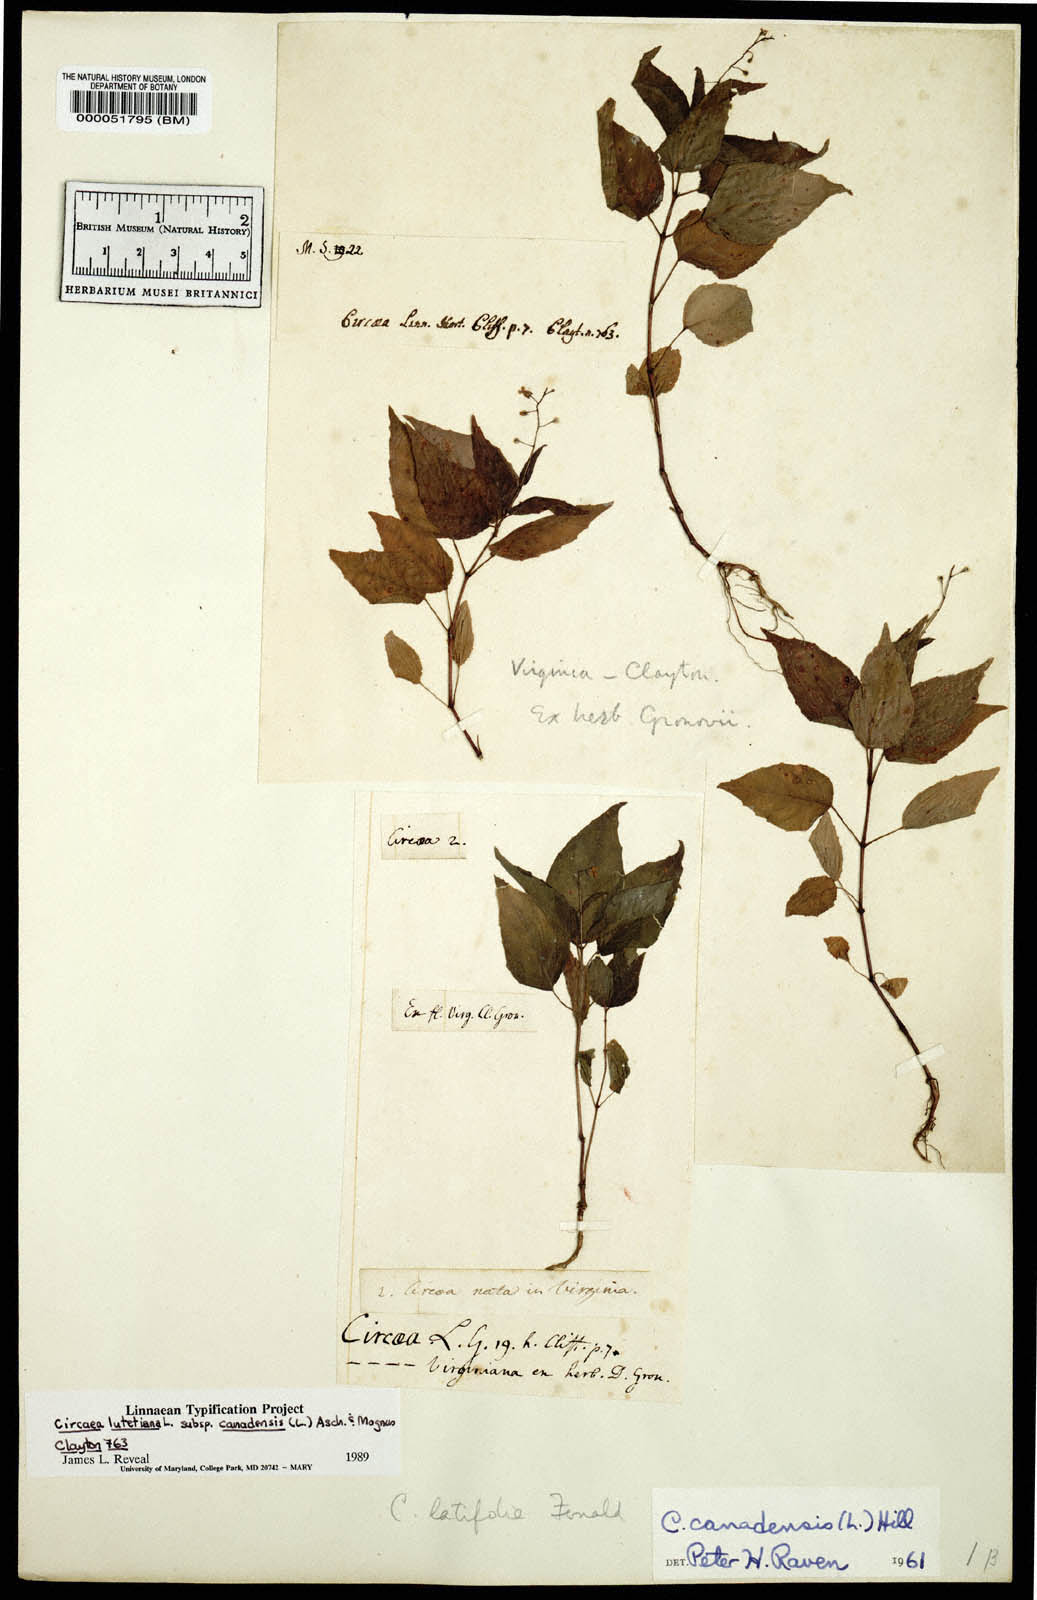 THE NATURAL HISTORY MUSEUM, LONDON
DEPARTMENT OF BOTANY
000051795 (BM)
1 2
BRITISH MUSEUM (NATURAL HISTORY)
1 2 3 4 5
HERBARIUM MUSEI BRITANNICI
M. S. 22
Circæa Linn. Hort. Cliff. p. 7. Clayt. n. 763.
Virginia - Clayton.
Ex herb Gronovii.
Circæa 2.
Ex fl. Virg. Cl. Gron.
2. Circæa nata in Virginia.
Circæa L. G. 19. h. Cliff. p. 7.
- - - - Virginiana ex herb. D. Gron.
Linnaean Typification Project
Circaea lutetiana L. subsp. canadensis (L.) Asch. & Magnus
Clayton 763
James L. Reveal 1989
University of Maryland, College Park, MD 20742 – MARY
C. latifolia Fernald
C. canadensis (L.) Hill
DET. Peter H. Raven 1961
1 β